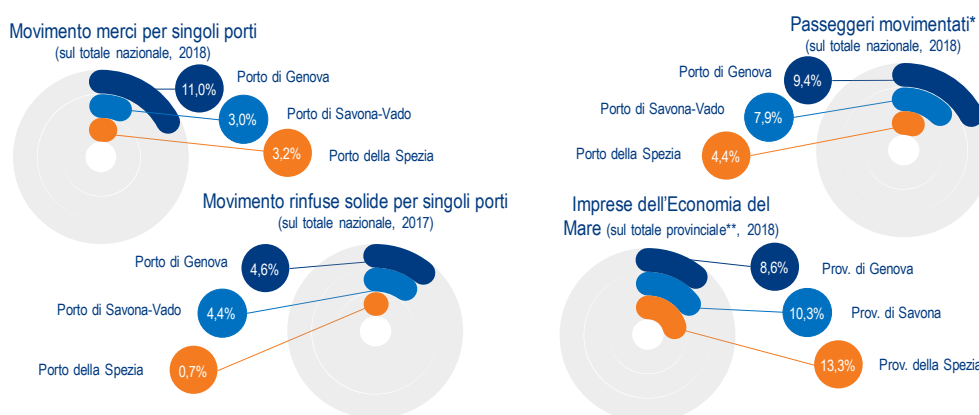 Movimento merci per singoli porti
(sul totale nazionale, 2018)
11,0%
Porto di Genova
3,0%
Porto di Savona-Vado
3,2%
Porto della Spezia
Passeggeri movimentati*
(sul totale nazionale, 2018)
Porto di Genova
9,4%
Porto di Savona-Vado
7,9%
Porto della Spezia
4,4%
Movimento rinfuse solide per singoli porti
(sul totale nazionale, 2017)
Porto di Genova
4,6%
Porto di Savona-Vado
4,4%
Porto della Spezia
0,7%
Imprese dell'Economia del
Mare (sul totale provinciale**, 2018)
8,6%
Prov. di Genova
10,3%
Prov. di Savona
13,3%
Prov. della Spezia